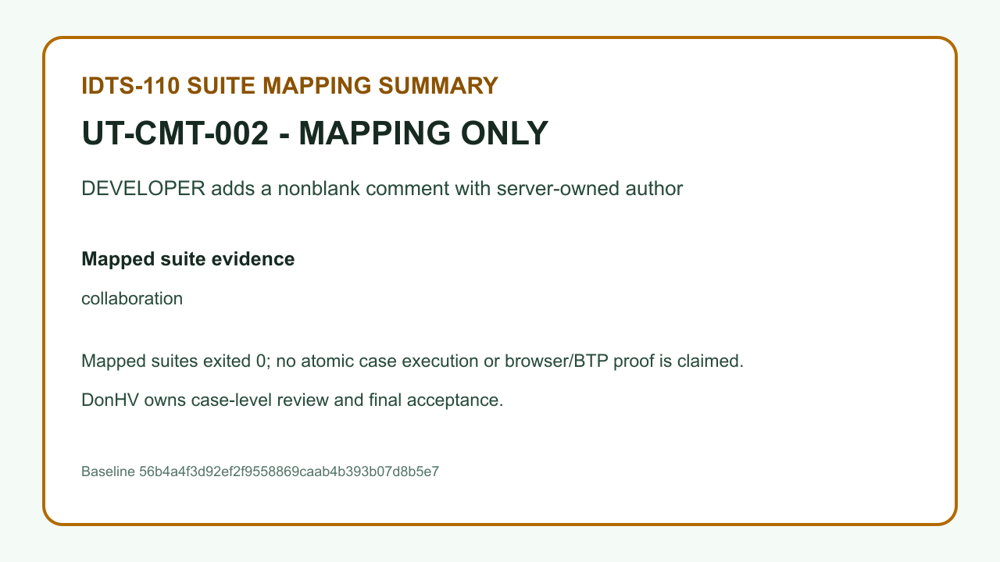 IDTS-110 SUITE MAPPING SUMMARY
UT-CMT-002 - MAPPING ONLY
DEVELOPER adds a nonblank comment with server-owned author
Mapped suite evidence
collaboration
Mapped suites exited 0; no atomic case execution or browser/BTP proof is claimed.
DonHV owns case-level review and final acceptance.
Baseline 56b4a4f3d92ef2f9558869caab4b393b07d8b5e7